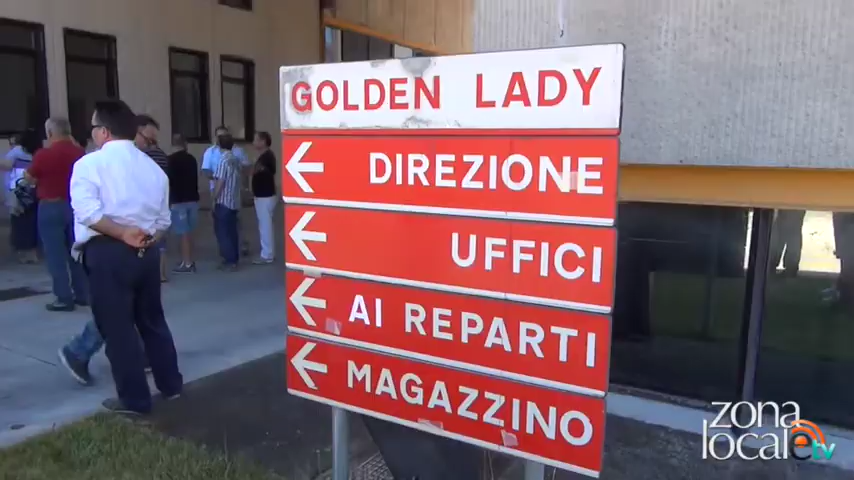 GOLDEN LADY
DIREZIONE
UFFICI
AI REPARTI
MAGAZZINO
zona
locale tv